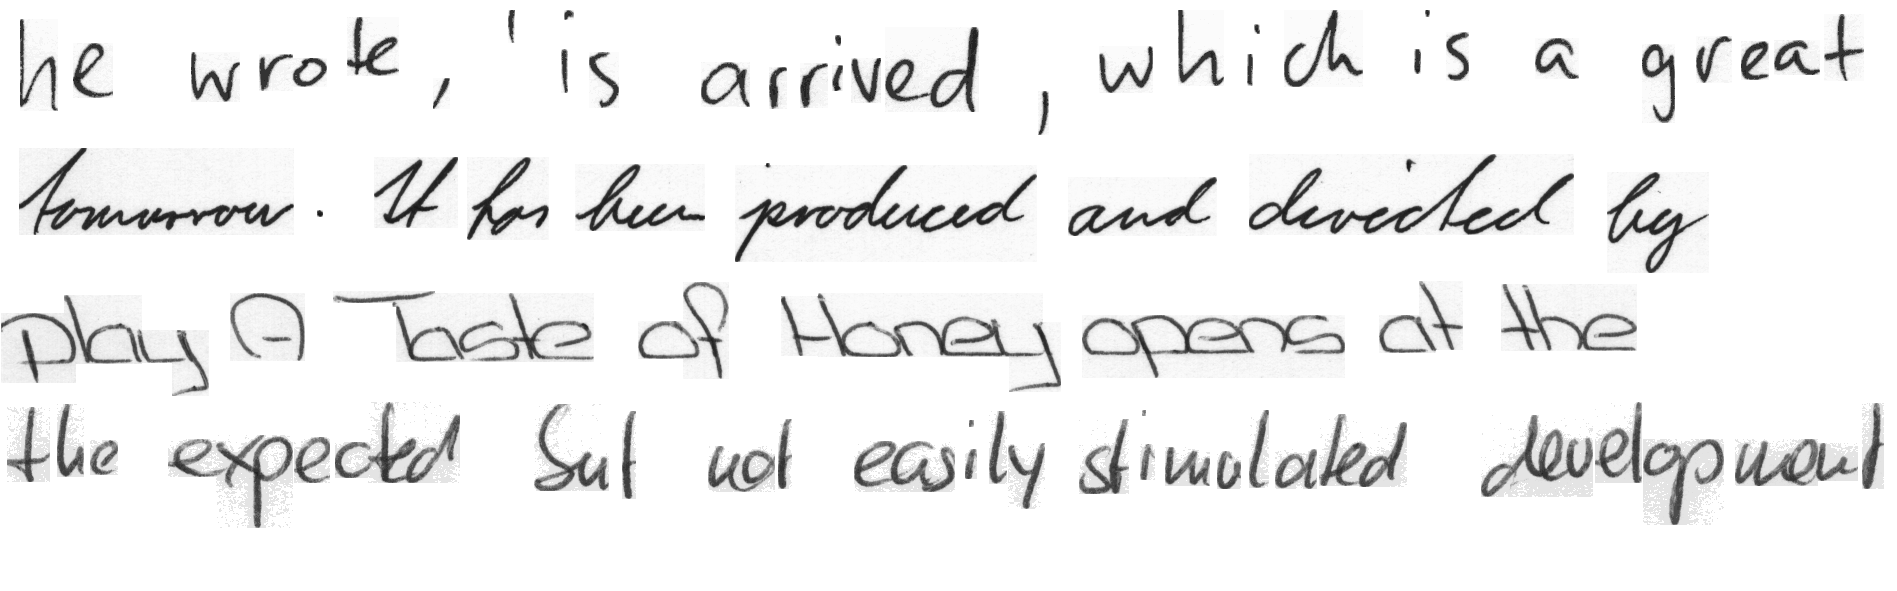 he wrote, ' is arrived, which is a great
tomorrow. It has been produced and directed by
play A Taste of Honey opens at the
the expected but not easily stimulated development